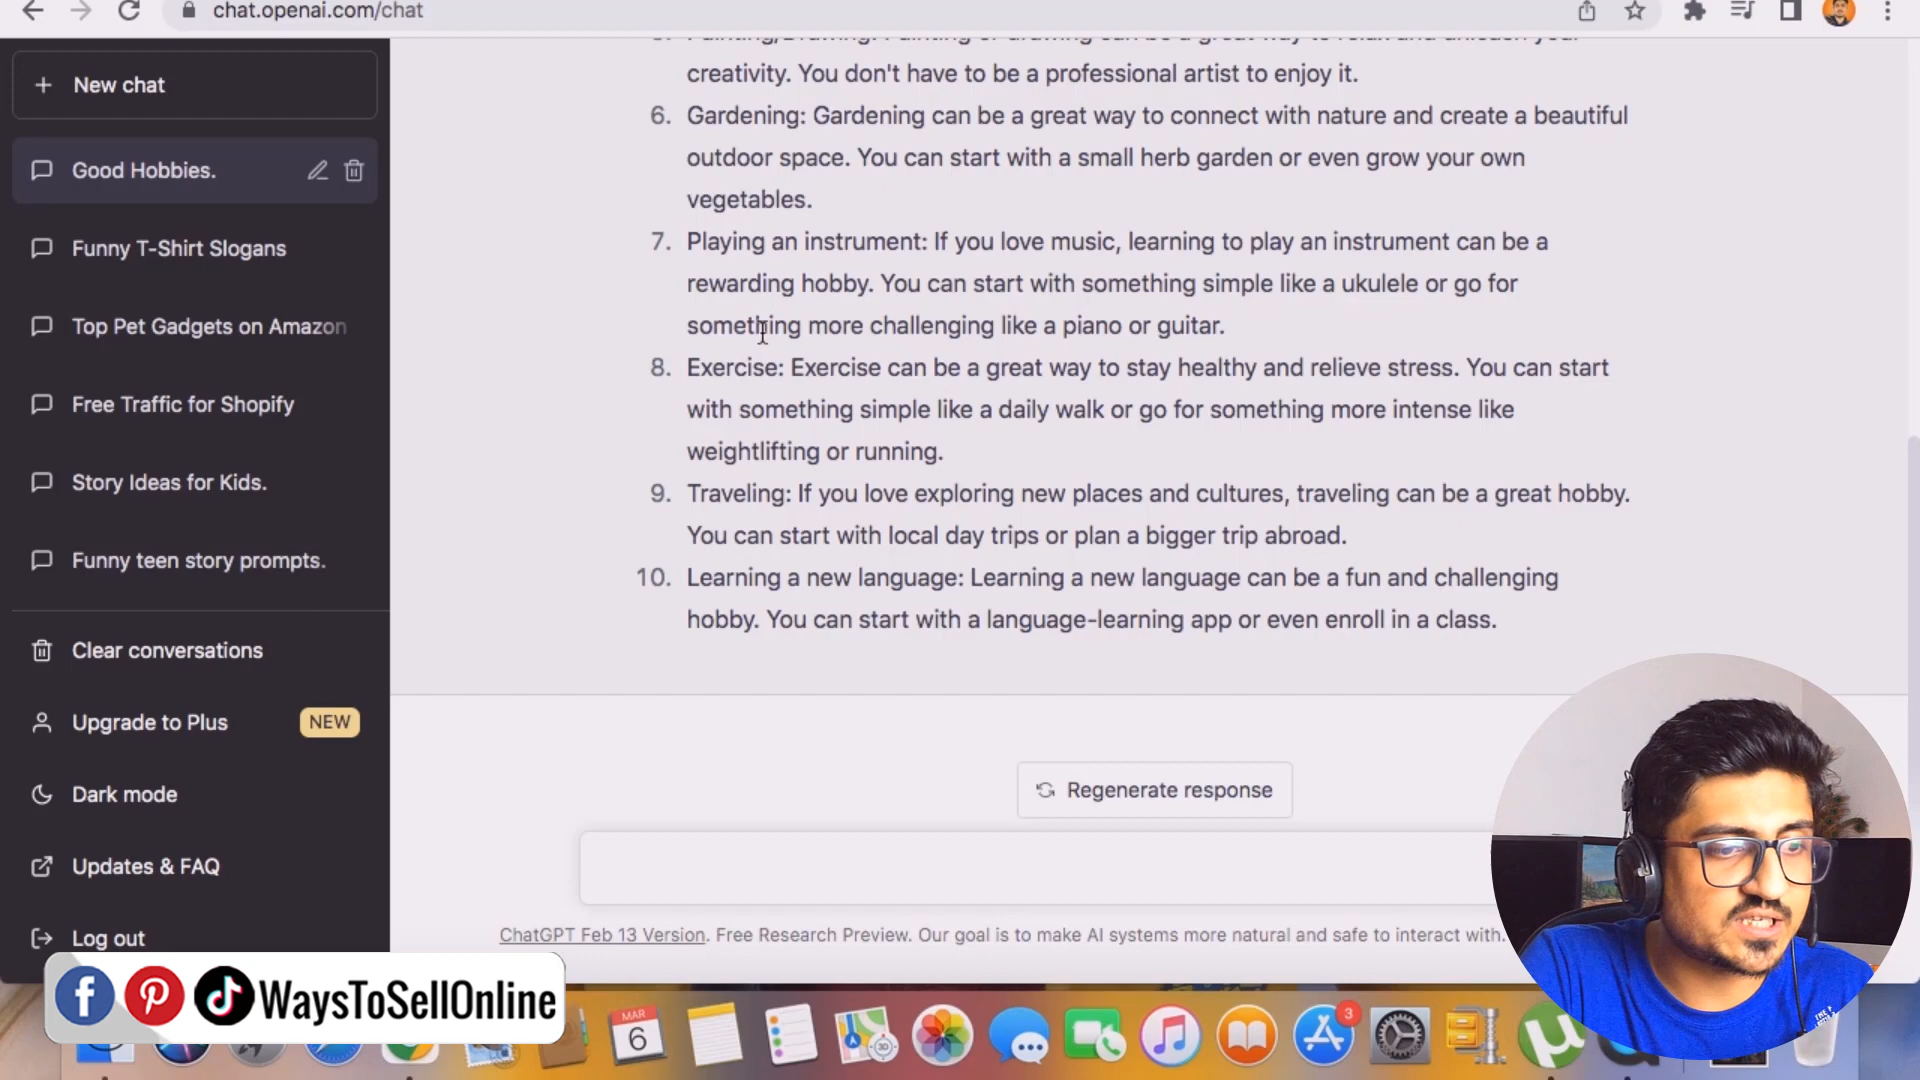 chat.openai.com/chat
New chat
Good Hobbies.
Funny T-Shirt Slogans
Top Pet Gadgets on Amazon
Free Traffic for Shopify
Story Ideas for Kids.
Funny teen story prompts.
Clear conversations
Upgrade to Plus NEW
Dark mode
Updates & FAQ
Log out
creativity. You don't have to be a professional artist to enjoy it.
6. Gardening: Gardening can be a great way to connect with nature and create a beautiful
outdoor space. You can start with a small herb garden or even grow your own
vegetables.
7. Playing an instrument: If you love music, learning to play an instrument can be a
rewarding hobby. You can start with something simple like a ukulele or go for
something more challenging like a piano or guitar.
8. Exercise: Exercise can be a great way to stay healthy and relieve stress. You can start
with something simple like a daily walk or go for something more intense like
weightlifting or running.
9. Traveling: If you love exploring new places and cultures, traveling can be a great hobby.
You can start with local day trips or plan a bigger trip abroad.
10. Learning a new language: Learning a new language can be a fun and challenging
hobby. You can start with a language-learning app or even enroll in a class.
Regenerate response
ChatGPT Feb 13 Version. Free Research Preview. Our goal is to make AI systems more natural and safe to interact with.
WaysToSellOnline
MAR
6
3D
3